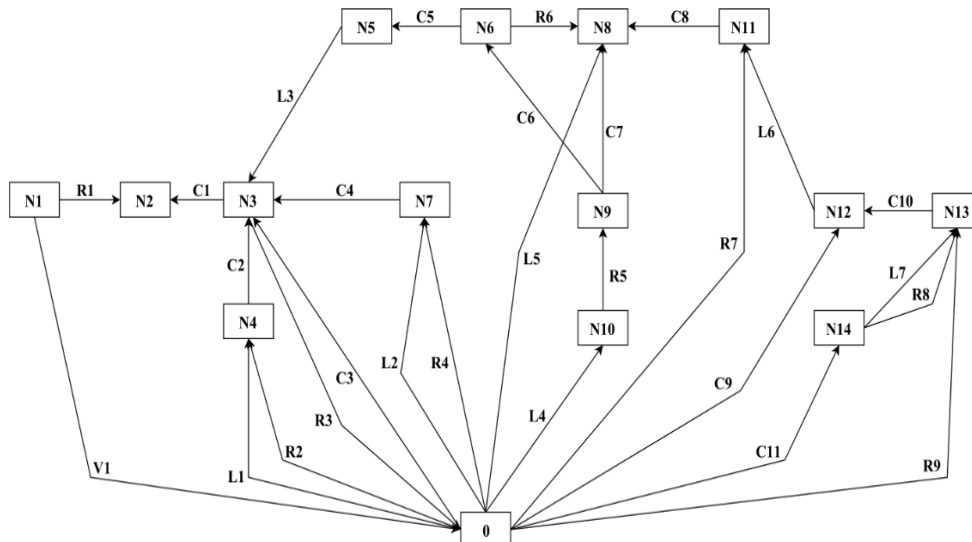 N5 C5 N6 R6 N8 C8 N11
L3
C6 C7 L6
N1 R1 N2 C1 N3 C4 N7 N9 N12 C10 N13
C2 L5 R7 R5 L7 R8
N4 N10 N14
L2 R4 C3 C9
L4
R3
R2 C11
V1 L1 R9
0